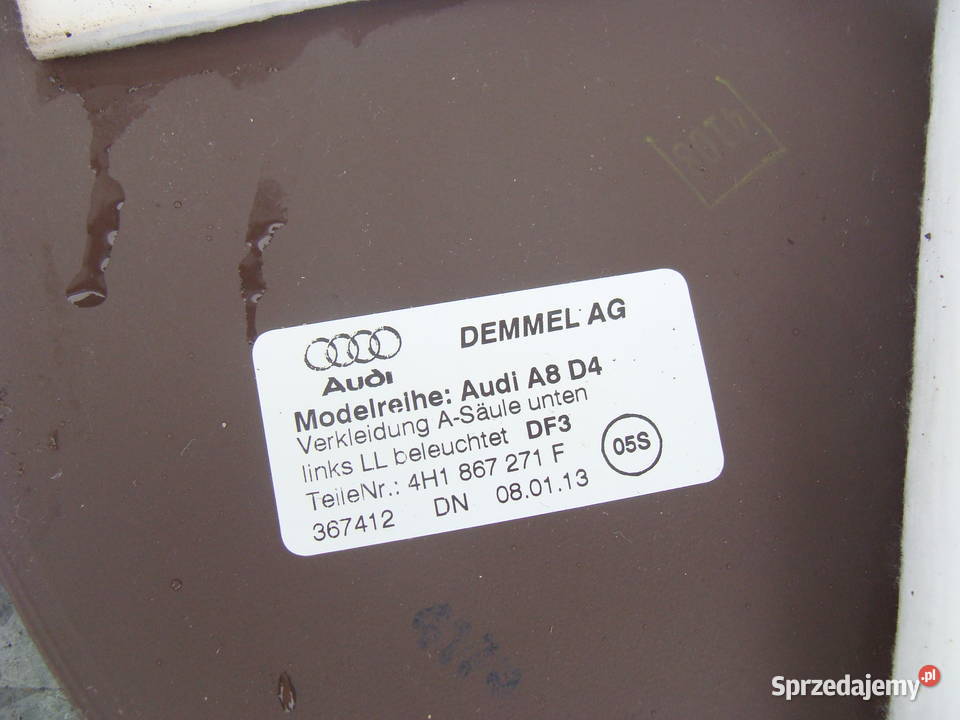 DEMMEL AG
Audi
Modelreihe: Audi A8 D4
Verkleidung A-Säule unten
links LL beleuchtet DF3
05S
TeileNr.: 4H1 867 271 F
367412 DN 08.01.13
Sprzedajemy.pl